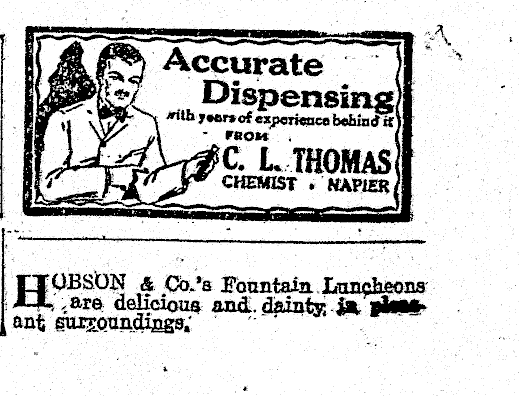 Accurate
Dispensing
with years of experience behind it
FROM
C. L. THOMAS
CHEMIST . NAPIER
HOBSON & Co.'s Fountain Luncheons
are delicious and dainty, in pleas-
ant surroundings.